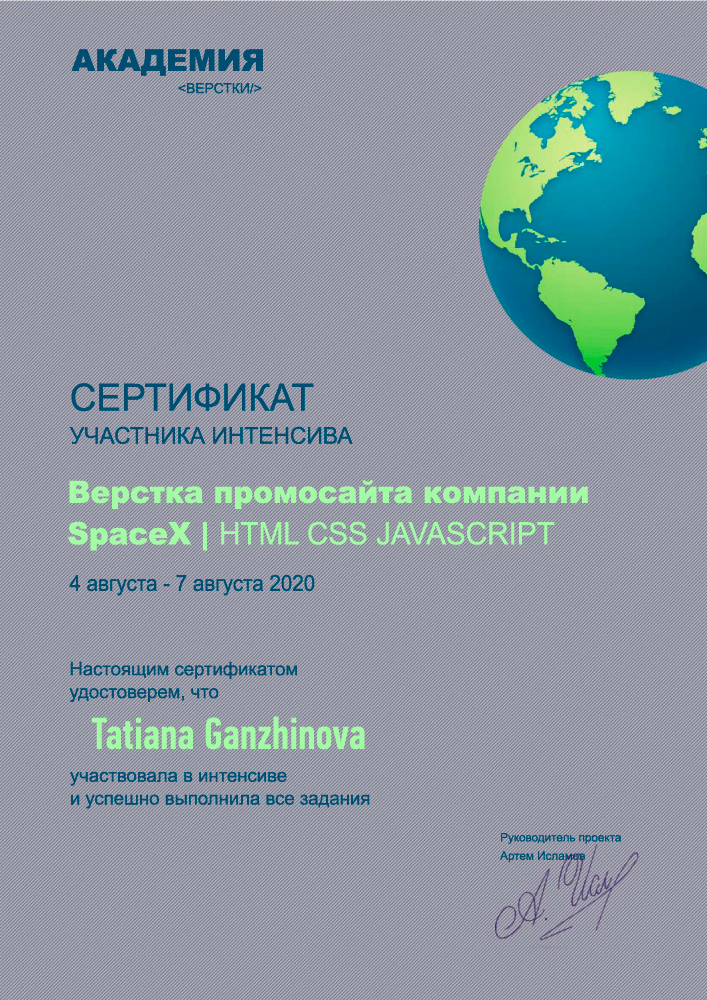 АКАДЕМИЯ
<ВЕРСТКИ/>
СЕРТИФИКАТ
УЧАСТНИКА ИНТЕНСИВА
Верстка промосайта компании
SpaceX | HTML CSS JAVASCRIPT
4 августа - 7 августа 2020
Настоящим сертификатом
удостоверем, что
Tatiana Ganzhinova
участвовала в интенсиве
и успешно выполнила все задания
Руководитель проекта
Артем Исламов